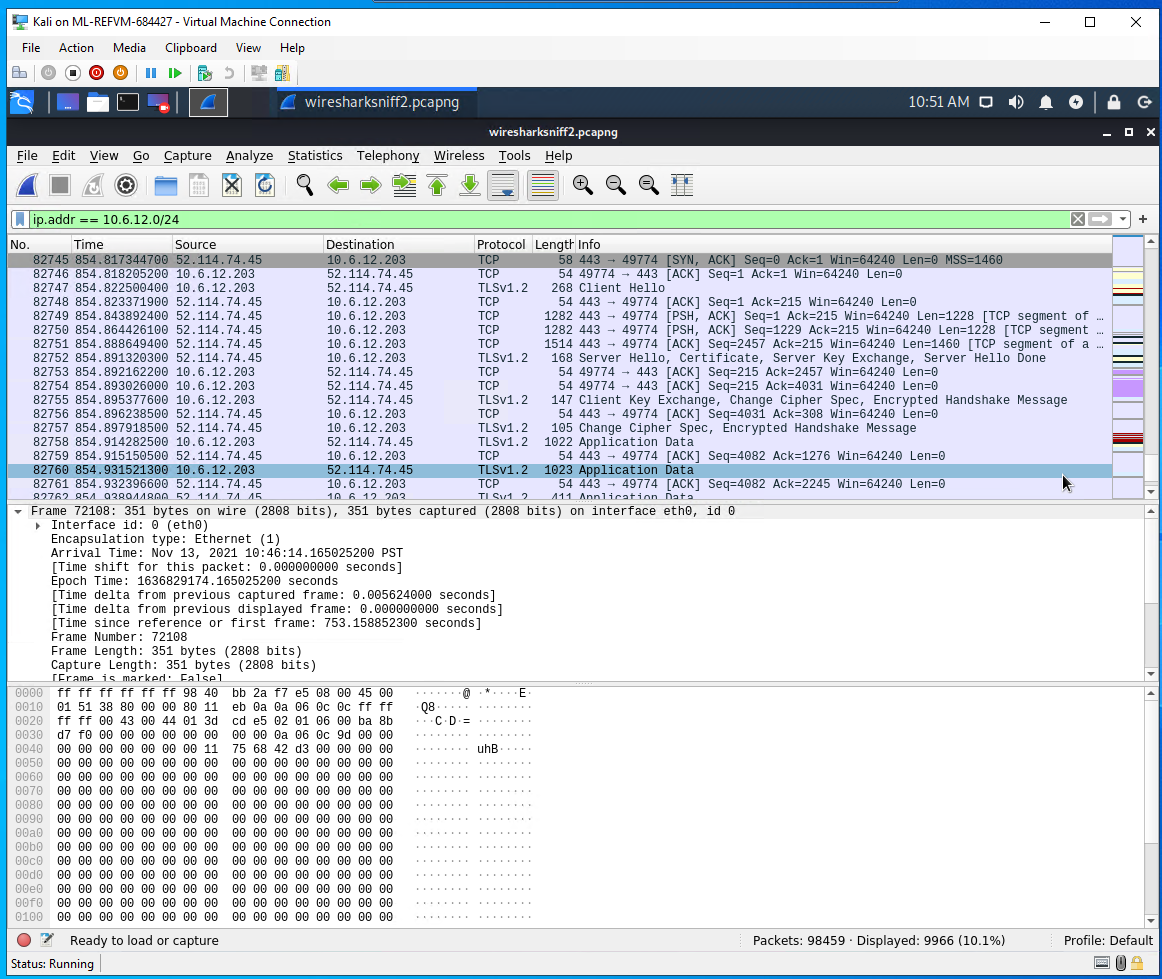 Kali on ML-REFVM-684427 - Virtual Machine Connection
File Action Media Clipboard View Help
wiresharksniff2.pcapng 10:51 AM
wiresharksniff2.pcapng
File Edit View Go Capture Analyze Statistics Telephony Wireless Tools Help
ip.addr == 10.6.12.0/24
No. Time Source Destination Protocol Length Info
82745 854.817344700 52.114.74.45 10.6.12.203 TCP 58 443 → 49774 [SYN, ACK] Seq=0 Ack=1 Win=64240 Len=0 MSS=1460
82746 854.818205200 10.6.12.203 52.114.74.45 TCP 54 49774 → 443 [ACK] Seq=1 Ack=1 Win=64240 Len=0
82747 854.822500400 10.6.12.203 52.114.74.45 TLSv1.2 268 Client Hello
82748 854.823371900 52.114.74.45 10.6.12.203 TCP 54 443 → 49774 [ACK] Seq=1 Ack=215 Win=64240 Len=0
82749 854.843892400 52.114.74.45 10.6.12.203 TCP 1282 443 → 49774 [PSH, ACK] Seq=1 Ack=215 Win=64240 Len=1228 [TCP segment of …
82750 854.864426100 52.114.74.45 10.6.12.203 TCP 1282 443 → 49774 [PSH, ACK] Seq=1229 Ack=215 Win=64240 Len=1228 [TCP segment …
82751 854.888649400 52.114.74.45 10.6.12.203 TCP 1514 443 → 49774 [ACK] Seq=2457 Ack=215 Win=64240 Len=1460 [TCP segment of a …
82752 854.891320300 52.114.74.45 10.6.12.203 TLSv1.2 168 Server Hello, Certificate, Server Key Exchange, Server Hello Done
82753 854.892162200 10.6.12.203 52.114.74.45 TCP 54 49774 → 443 [ACK] Seq=215 Ack=2457 Win=64240 Len=0
82754 854.893026000 10.6.12.203 52.114.74.45 TCP 54 49774 → 443 [ACK] Seq=215 Ack=4031 Win=64240 Len=0
82755 854.895377600 10.6.12.203 52.114.74.45 TLSv1.2 147 Client Key Exchange, Change Cipher Spec, Encrypted Handshake Message
82756 854.896238500 52.114.74.45 10.6.12.203 TCP 54 443 → 49774 [ACK] Seq=4031 Ack=308 Win=64240 Len=0
82757 854.897918500 52.114.74.45 10.6.12.203 TLSv1.2 105 Change Cipher Spec, Encrypted Handshake Message
82758 854.914282500 10.6.12.203 52.114.74.45 TLSv1.2 1022 Application Data
82759 854.915150500 52.114.74.45 10.6.12.203 TCP 54 443 → 49774 [ACK] Seq=4082 Ack=1276 Win=64240 Len=0
82760 854.931521300 10.6.12.203 52.114.74.45 TLSv1.2 1023 Application Data
82761 854.932396600 52.114.74.45 10.6.12.203 TCP 54 443 → 49774 [ACK] Seq=4082 Ack=2245 Win=64240 Len=0
82762 854.938944800 52.114.74.45 10.6.12.203 TLSv1.2 411 Application Data
Frame 72108: 351 bytes on wire (2808 bits), 351 bytes captured (2808 bits) on interface eth0, id 0
Interface id: 0 (eth0)
Encapsulation type: Ethernet (1)
Arrival Time: Nov 13, 2021 10:46:14.165025200 PST
[Time shift for this packet: 0.000000000 seconds]
Epoch Time: 1636829174.165025200 seconds
[Time delta from previous captured frame: 0.005624000 seconds]
[Time delta from previous displayed frame: 0.000000000 seconds]
[Time since reference or first frame: 753.158852300 seconds]
Frame Number: 72108
Frame Length: 351 bytes (2808 bits)
Capture Length: 351 bytes (2808 bits)
[Frame is marked: False]
0000 ff ff ff ff ff ff 98 40 bb 2a f7 e5 08 00 45 00 ·······@ ·*····E·
0010 01 51 38 80 00 00 80 11 eb 0a 0a 06 0c 0c ff ff ·Q8····· ········
0020 ff ff 00 43 00 44 01 3d cd e5 02 01 06 00 ba 8b ···C·D·= ········
0030 d7 f0 00 00 00 00 00 00 00 00 0a 06 0c 9d 00 00 ········ ········
0040 00 00 00 00 00 00 11 75 68 42 d3 00 00 00 00 ········ uhB·····
0050 00 00 00 00 00 00 00 00 00 00 00 00 00 00 00 00 ········ ········
0060 00 00 00 00 00 00 00 00 00 00 00 00 00 00 00 00 ········ ········
0070 00 00 00 00 00 00 00 00 00 00 00 00 00 00 00 00 ········ ········
0080 00 00 00 00 00 00 00 00 00 00 00 00 00 00 00 00 ········ ········
0090 00 00 00 00 00 00 00 00 00 00 00 00 00 00 00 00 ········ ········
00a0 00 00 00 00 00 00 00 00 00 00 00 00 00 00 00 00 ········ ········
00b0 00 00 00 00 00 00 00 00 00 00 00 00 00 00 00 00 ········ ········
00c0 00 00 00 00 00 00 00 00 00 00 00 00 00 00 00 00 ········ ········
00d0 00 00 00 00 00 00 00 00 00 00 00 00 00 00 00 00 ········ ········
00e0 00 00 00 00 00 00 00 00 00 00 00 00 00 00 00 00 ········ ········
00f0 00 00 00 00 00 00 00 00 00 00 00 00 00 00 00 00 ········ ········
0100 00 00 00 00 00 00 00 00 00 00 00 00 00 00 00 00 ········ ········
Ready to load or capture Packets: 98459 · Displayed: 9966 (10.1%) Profile: Default
Status: Running